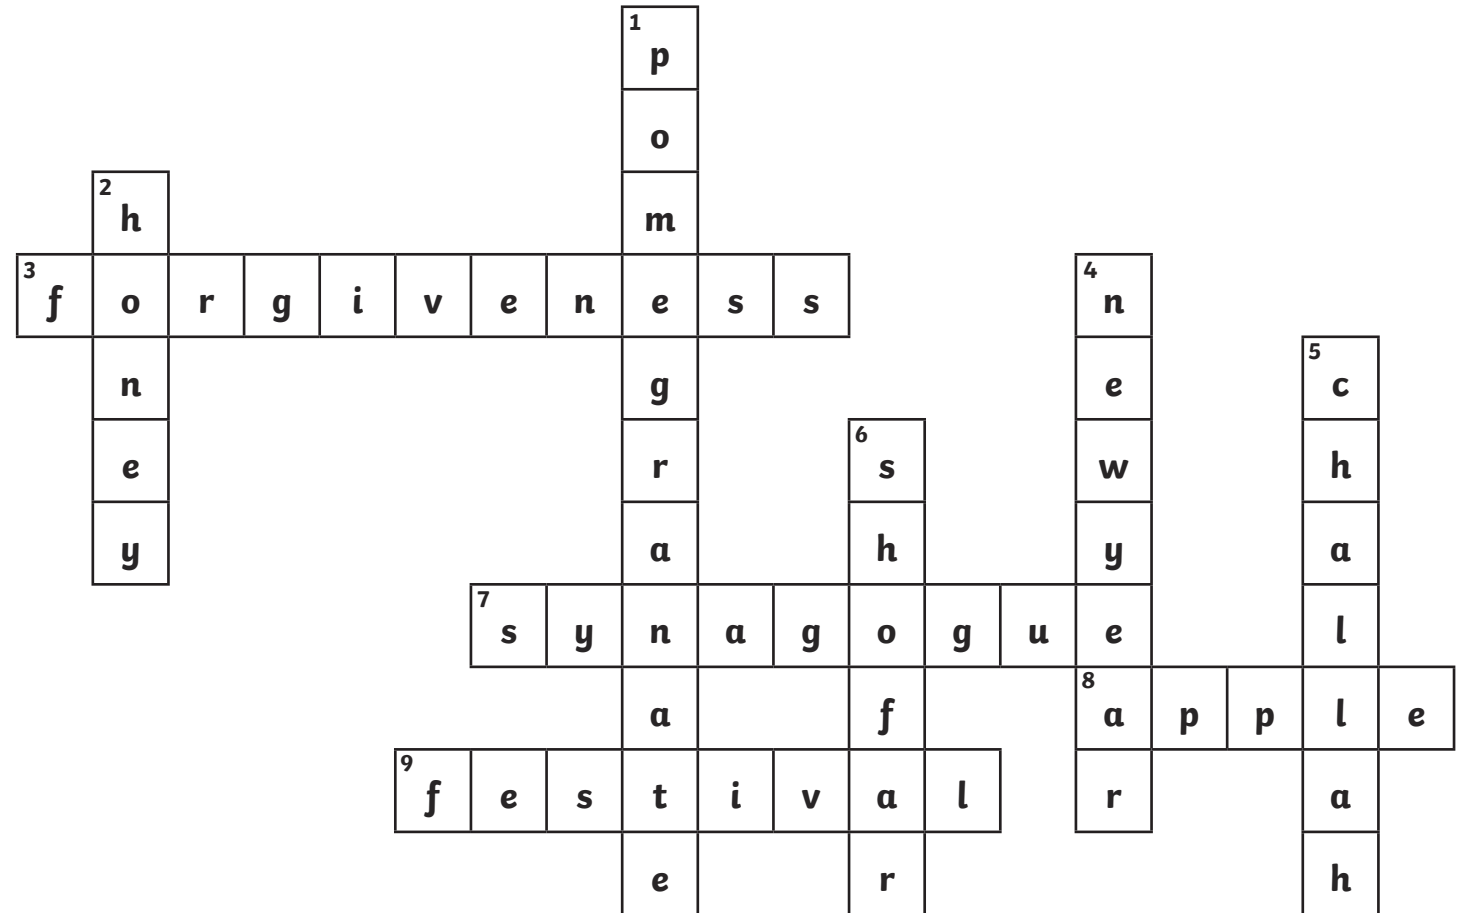 1
p
o
2 h m
3 f o r g i v e n e s s 4 n
n g e 5 c
e r 6 s w h
y a h y a
7 s y n a g o g u e l
a f 8 a p p l e
9 f e s t i v a l r a
e r h